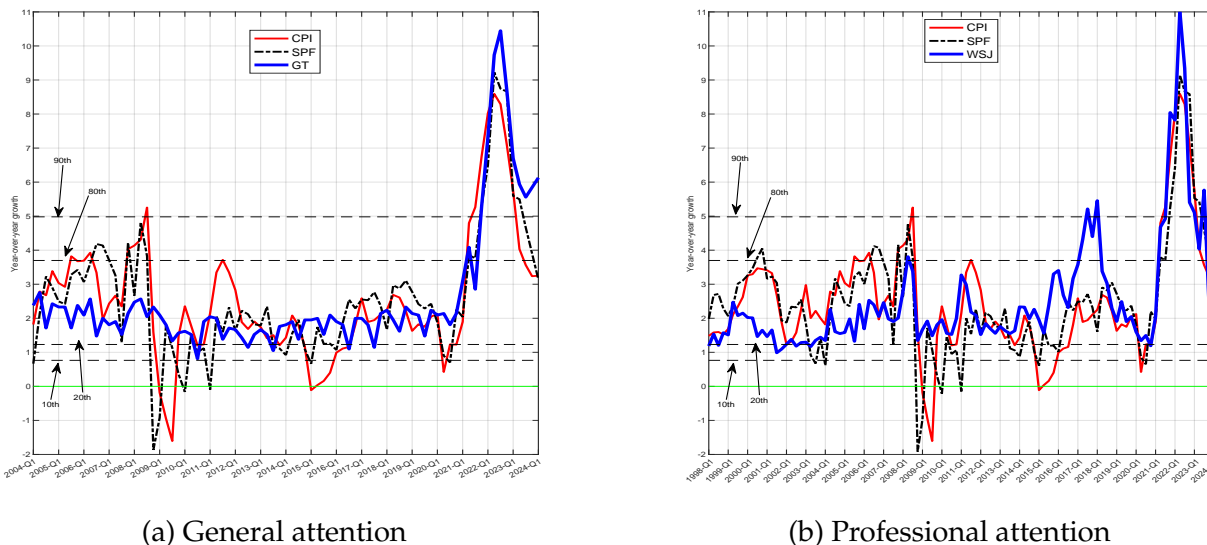 11
10
9
8
7
6
5
4
3
2
1
0
-1
-2
Year-over-year growth
CPI
SPF
GT
90th
80th
10th
20th
2004-Q1
2005-Q1
2006-Q1
2007-Q1
2008-Q1
2009-Q1
2010-Q1
2011-Q1
2012-Q1
2013-Q1
2014-Q1
2015-Q1
2016-Q1
2017-Q1
2018-Q1
2019-Q1
2020-Q1
2021-Q1
2022-Q1
2023-Q1
2024-Q1
(a) General attention
11
10
9
8
7
6
5
4
3
2
1
0
-1
-2
Year-over-year growth
CPI
SPF
WSJ
90th
80th
10th
20th
1998-Q1
1999-Q1
2000-Q1
2001-Q1
2002-Q1
2003-Q1
2004-Q1
2005-Q1
2006-Q1
2007-Q1
2008-Q1
2009-Q1
2010-Q1
2011-Q1
2012-Q1
2013-Q1
2014-Q1
2015-Q1
2016-Q1
2017-Q1
2018-Q1
2019-Q1
2020-Q1
2021-Q1
2022-Q1
2023-Q1
(b) Professional attention